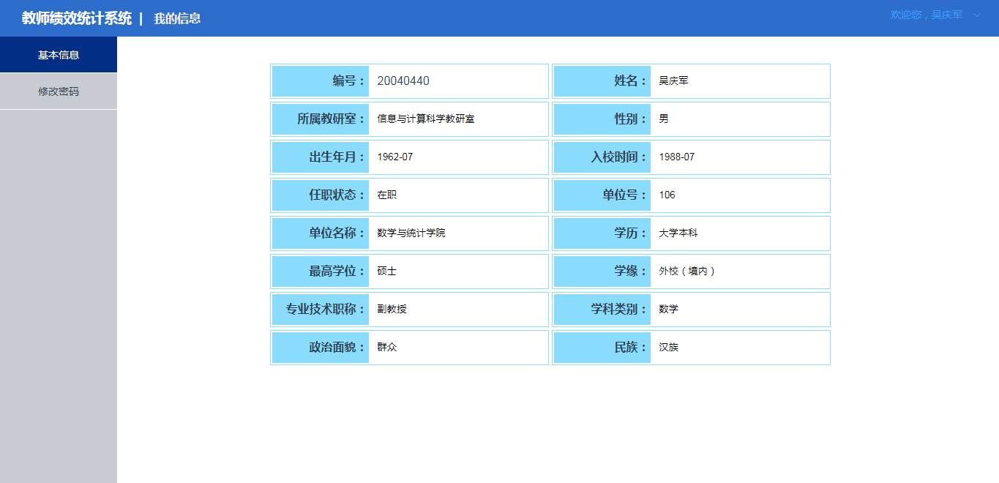 教师绩效统计系统 | 我的信息
欢迎您，吴庆军
基本信息
修改密码
编号： 20040440 姓名： 吴庆军
所属教研室： 信息与计算科学教研室 性别： 男
出生年月： 1962-07 入校时间： 1988-07
任职状态： 在职 单位号： 106
单位名称： 数学与统计学院 学历： 大学本科
最高学位： 硕士 学缘： 外校（境内）
专业技术职称： 副教授 学科类别： 数学
政治面貌： 群众 民族： 汉族